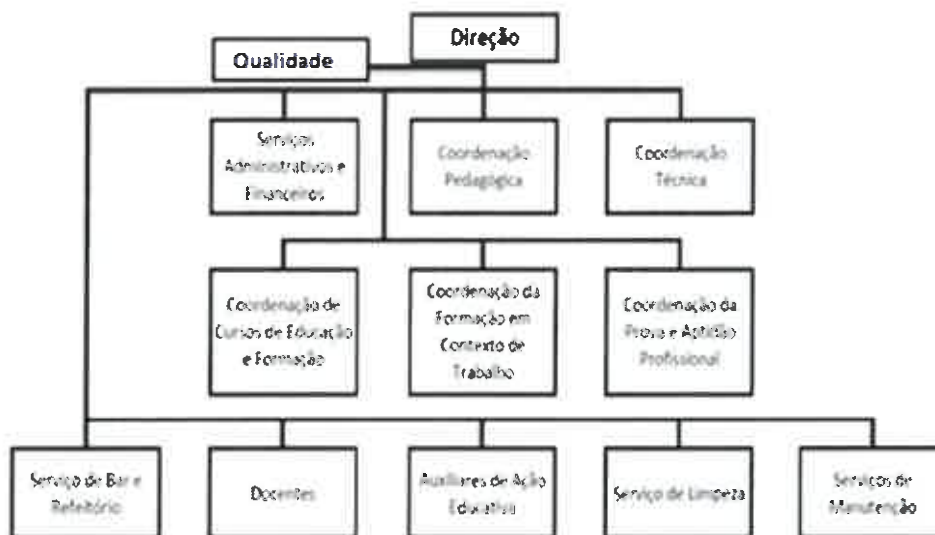 Direção
Qualidade
Serviços
Administrativos e
Financeiros
Coordenação
Pedagógica
Coordenação
Técnica
Coordenação de
Cursos de Educação
e Formação
Coordenação da
Formação em
Contexto de
Trabalho
Coordenação da
Prova e Aptidão
Profissional
Serviço de Bar e
Refeitório
Docentes
Auxiliares de Ação
Educativa
Serviço de Limpeza
Serviços de
Manutenção